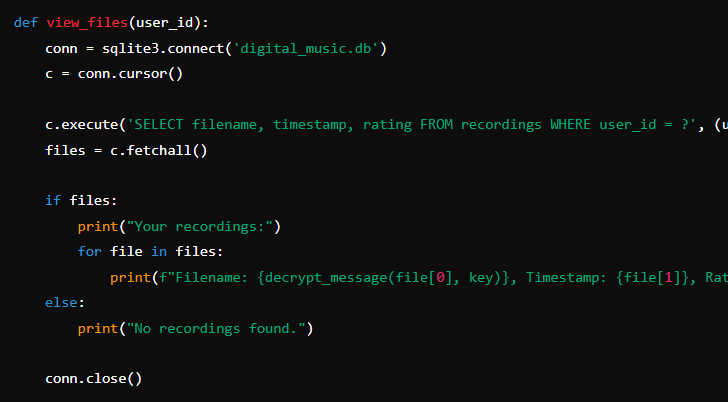 def view_files(user_id):
    conn = sqlite3.connect('digital_music.db')
    c = conn.cursor()
    c.execute('SELECT filename, timestamp, rating FROM recordings WHERE user_id = ?', (u
    files = c.fetchall()
    if files:
        print("Your recordings:")
        for file in files:
            print(f"Filename: {decrypt_message(file[0], key)}, Timestamp: {file[1]}, Rat
    else:
        print("No recordings found.")
    conn.close()